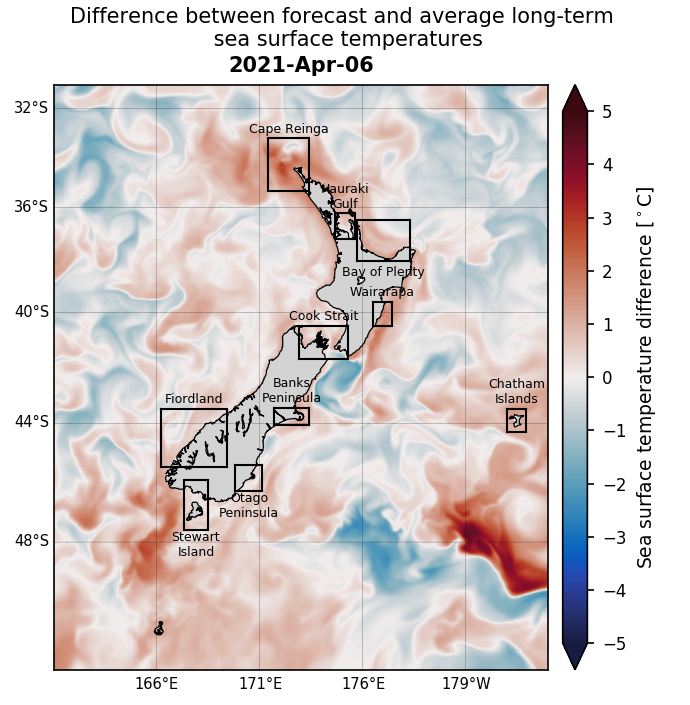 Difference between forecast and average long-term
sea surface temperatures
2021-Apr-06
32°S
36°S
40°S
44°S
48°S
166°E
171°E
176°E
179°W
Cape Reinga
Hauraki
Gulf
Bay of Plenty
Wairarapa
Cook Strait
Banks
Peninsula
Fiordland
Chatham
Islands
Otago
Peninsula
Stewart
Island
5
4
3
2
1
0
−1
−2
−3
−4
−5
Sea surface temperature difference [°C]